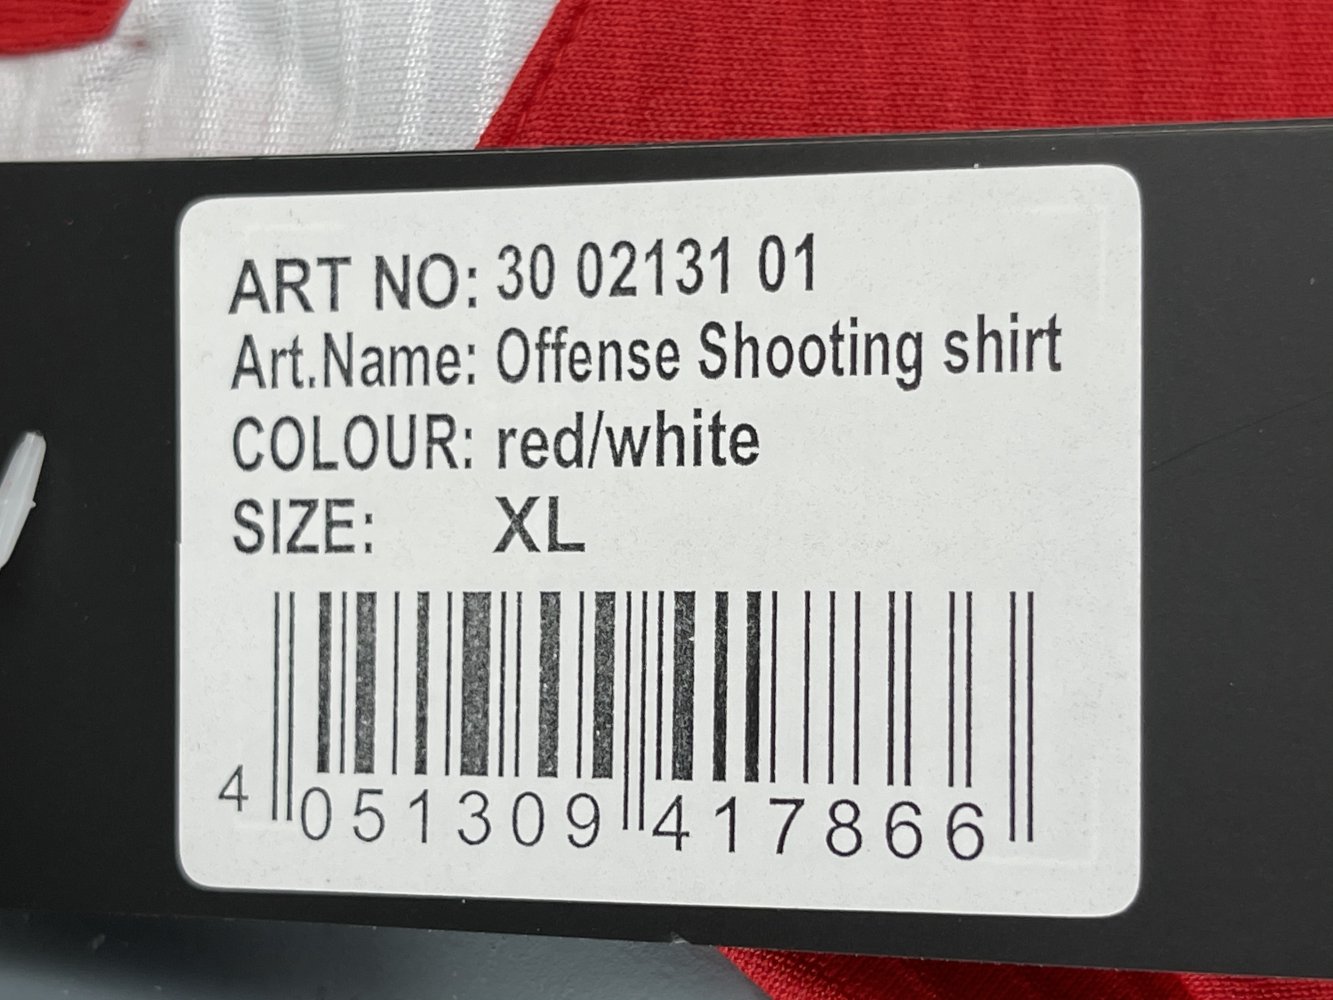 ART NO: 30 02131 01
Art.Name: Offense Shooting shirt
COLOUR: red/white
SIZE: XL
4 051309 417866